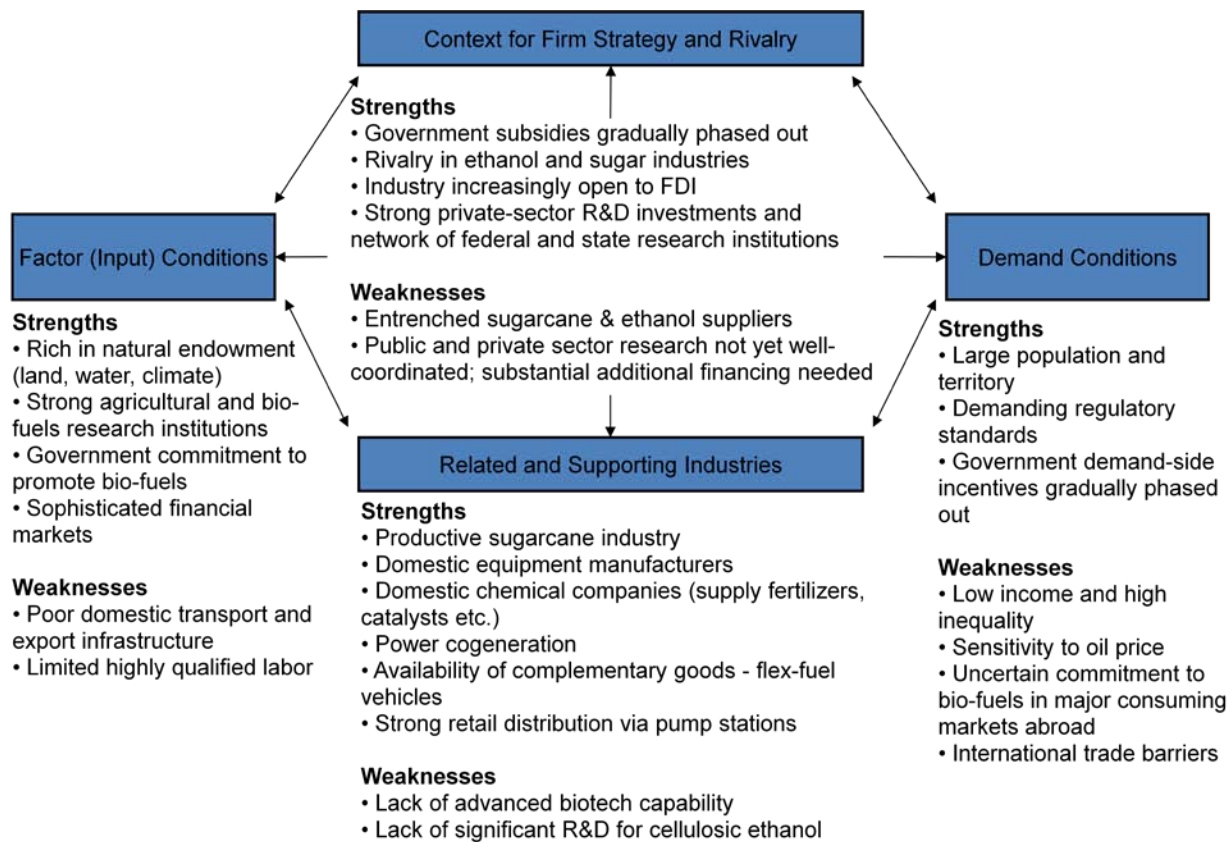 Context for Firm Strategy and Rivalry
Strengths
• Government subsidies gradually phased out
• Rivalry in ethanol and sugar industries
• Industry increasingly open to FDI
• Strong private-sector R&D investments and
network of federal and state research institutions
Weaknesses
• Entrenched sugarcane & ethanol suppliers
• Public and private sector research not yet well-
coordinated; substantial additional financing needed
Factor (Input) Conditions
Strengths
• Rich in natural endowment
(land, water, climate)
• Strong agricultural and bio-
fuels research institutions
• Government commitment to
promote bio-fuels
• Sophisticated financial
markets
Weaknesses
• Poor domestic transport and
export infrastructure
• Limited highly qualified labor
Demand Conditions
Strengths
• Large population and
territory
• Demanding regulatory
standards
• Government demand-side
incentives gradually phased
out
Weaknesses
• Low income and high
inequality
• Sensitivity to oil price
• Uncertain commitment to
bio-fuels in major consuming
markets abroad
• International trade barriers
Related and Supporting Industries
Strengths
• Productive sugarcane industry
• Domestic equipment manufacturers
• Domestic chemical companies (supply fertilizers,
catalysts etc.)
• Power cogeneration
• Availability of complementary goods - flex-fuel
vehicles
• Strong retail distribution via pump stations
Weaknesses
• Lack of advanced biotech capability
• Lack of significant R&D for cellulosic ethanol